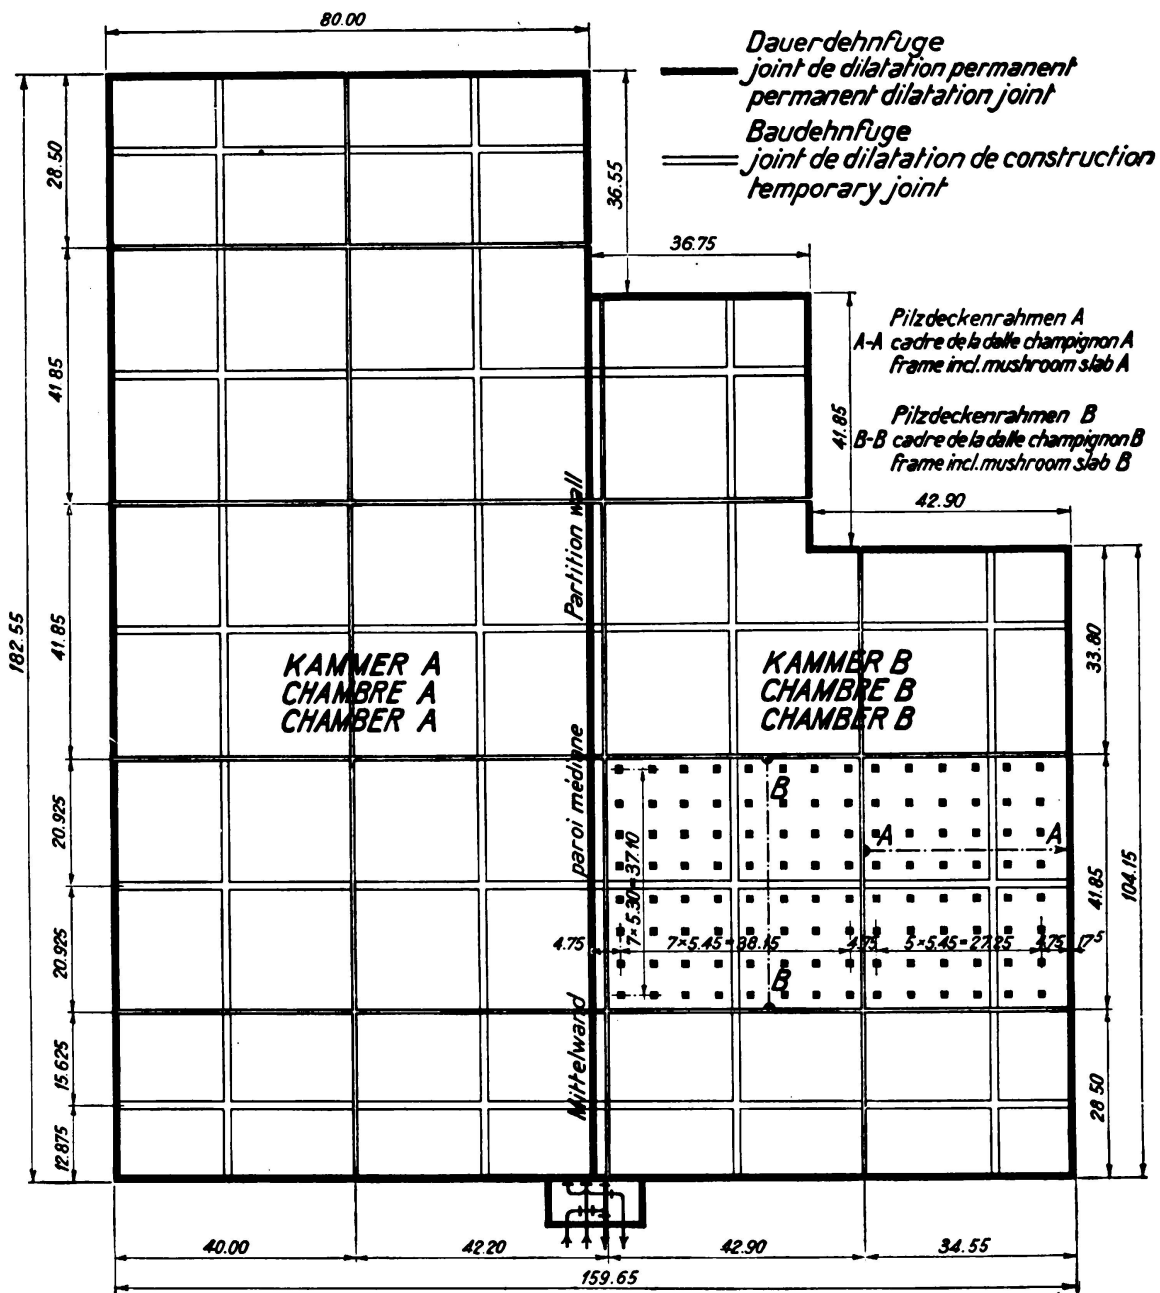 80.00
Dauerdehnfuge
joint de dilatation permanent
permanent dilatation joint
Baudehnfuge
joint de dilatation de construction
temporary joint
28.50
36.55
36.75
Pilzdeckenrahmen A
A-A cadre de la dalle champignon A
frame incl. mushroom slab A
41.85
41.85
Pilzdeckenrahmen B
B-B cadre de la dalle champignon B
frame incl. mushroom slab B
42.90
182.55
41.85
Mittelwand paroi médiane Partition wall
KAMMER A
CHAMBRE A
CHAMBER A
KAMMER B
CHAMBRE B
CHAMBER B
33.80
20.925
B
A
A
7×5.30=37.10
41.85
104.15
20.925
4.75
7×5.45=38.15
4.75
5×5.45=27.25
4.75
17⁵
B
15.625
28.50
12.875
40.00
42.20
42.90
34.55
159.65